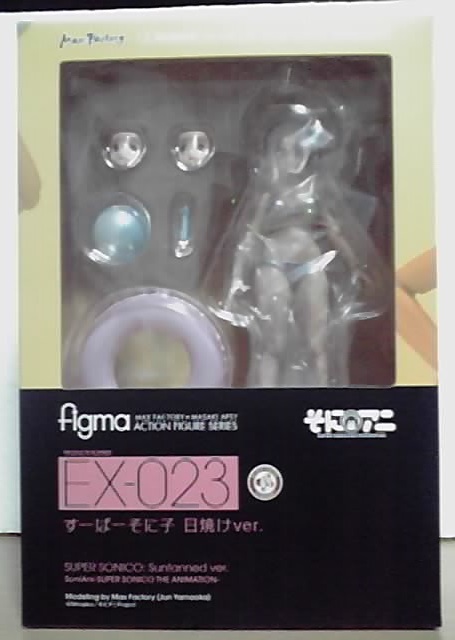 Max Factory
figma MAX FACTORY × MASAKI APSY
ACTION FIGURE SERIES
そに アニ
EX-023
すーぱーそに子 日焼けver.
SUPER SONICO: Suntanned ver.
SoniAni -SUPER SONICO THE ANIMATION-
Modeling by Max Factory (Jun Yamaoka)